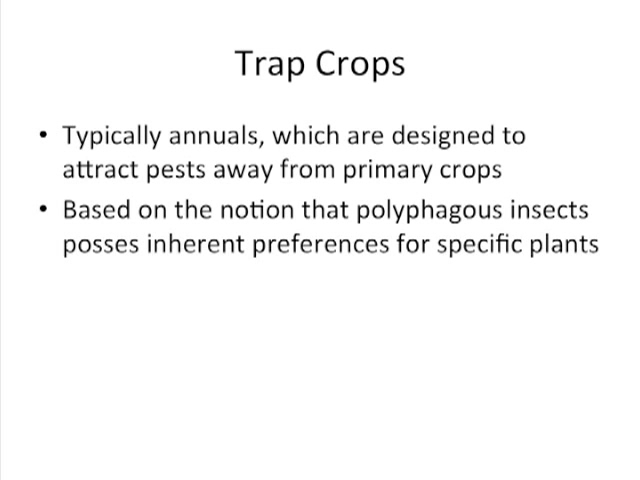 Trap Crops
• Typically annuals, which are designed to
attract pests away from primary crops
• Based on the notion that polyphagous insects
posses inherent preferences for specific plants